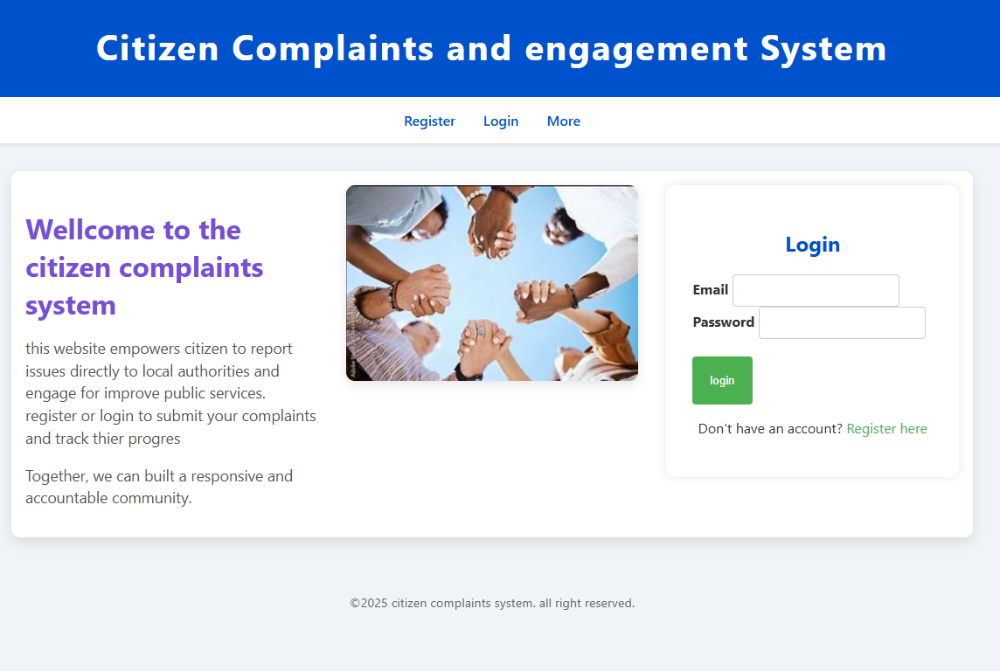 Citizen Complaints and engagement System
Register Login More
Wellcome to the
citizen complaints
system
this website empowers citizen to report
issues directly to local authorities and
engage for improve public services.
register or login to submit your complaints
and track thier progres
Together, we can built a responsive and
accountable community.
Adobe
Login
Email
Password
login
Don't have an account? Register here
©2025 citizen complaints system. all right reserved.